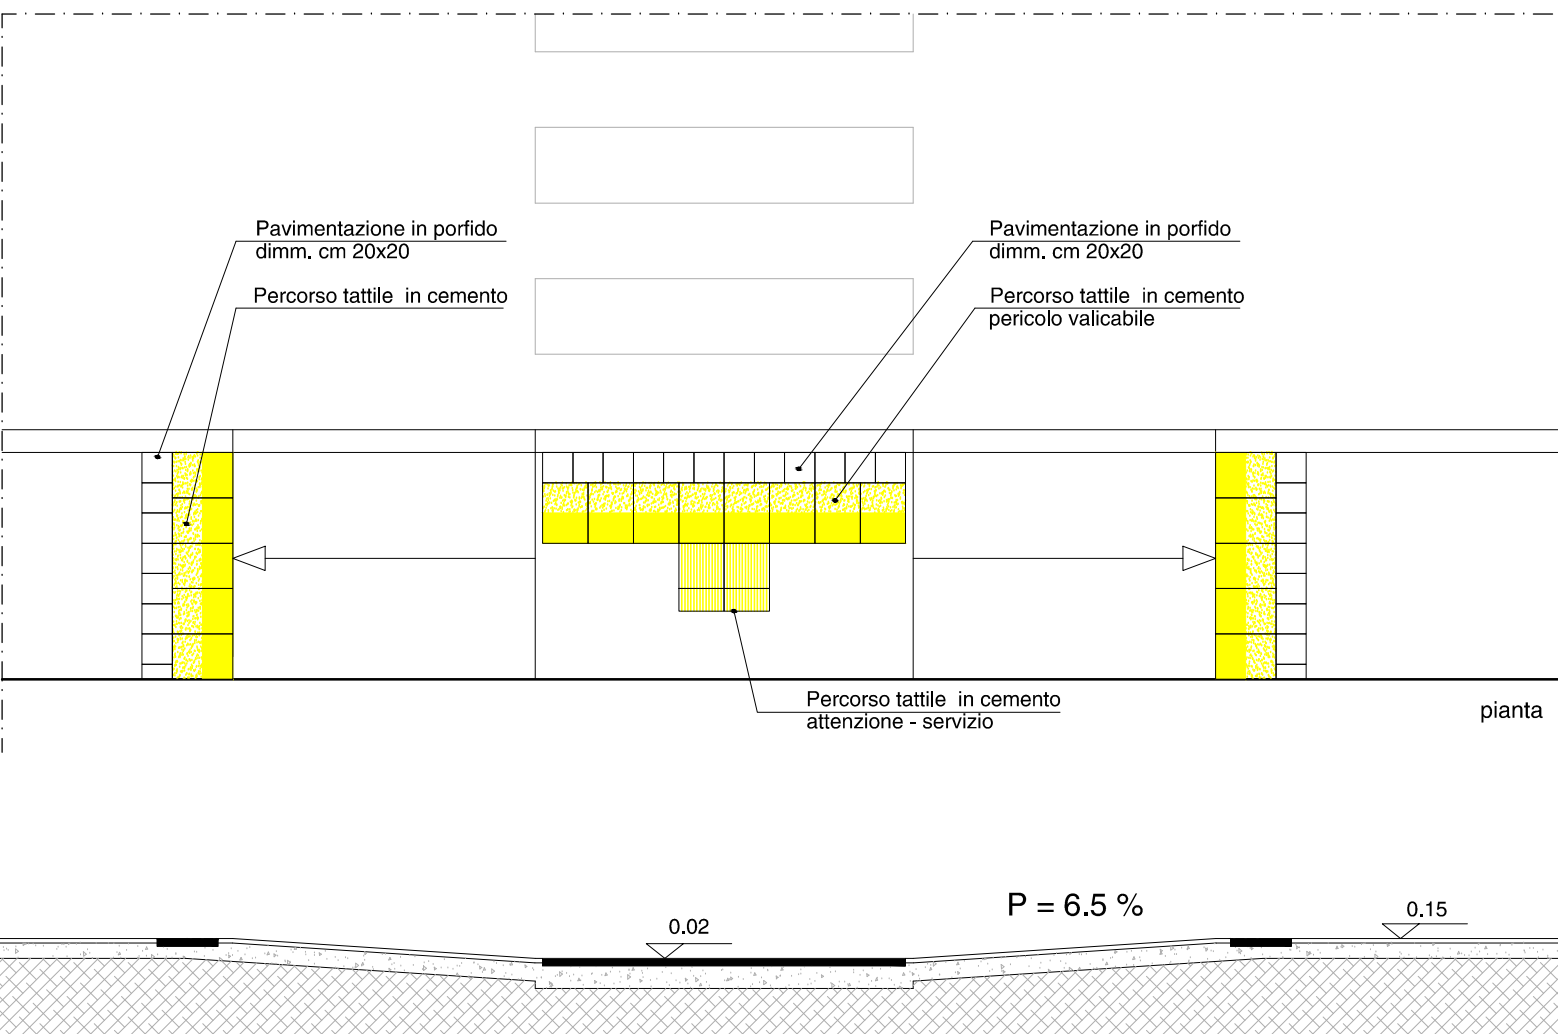 Pavimentazione in porfido
dimm. cm 20x20
Percorso tattile in cemento
Pavimentazione in porfido
dimm. cm 20x20
Percorso tattile in cemento
pericolo valicabile
Percorso tattile in cemento
attenzione - servizio
pianta
P = 6.5 %
0.02
0.15